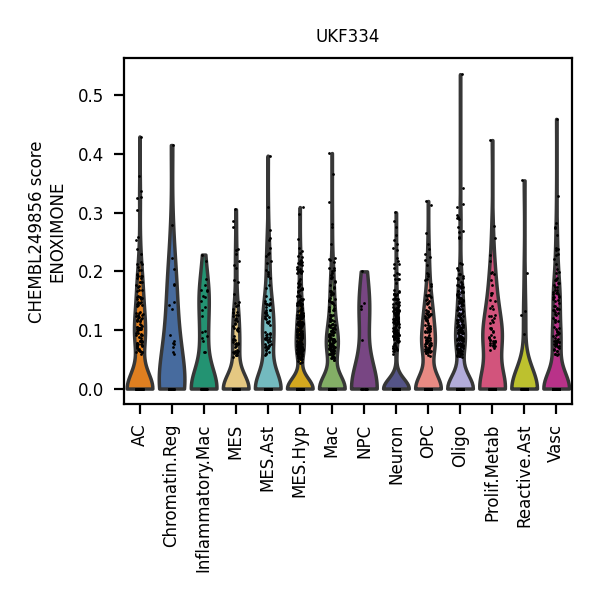 UKF334
CHEMBL249856 score
ENOXIMONE
0.5
0.4
0.3
0.2
0.1
0.0
AC
Chromatin.Reg
Inflammatory.Mac
MES
MES.Ast
MES.Hyp
Mac
NPC
Neuron
OPC
Oligo
Prolif.Metab
Reactive.Ast
Vasc